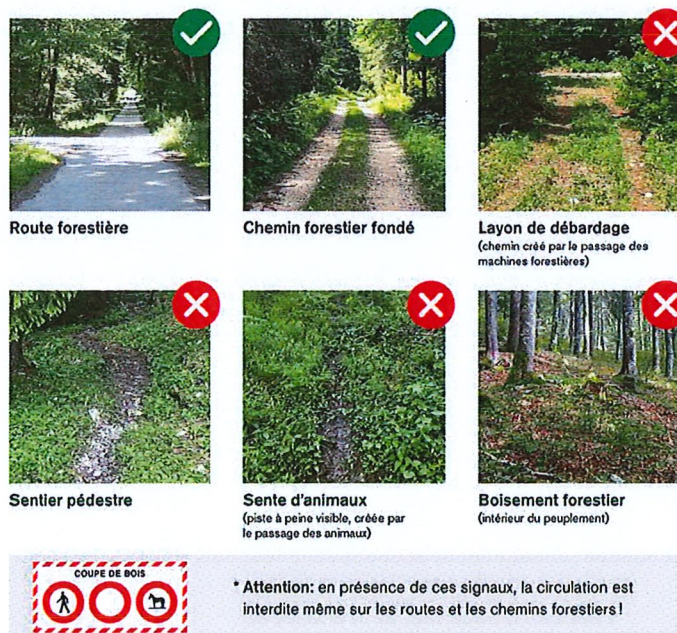 Route forestière
Chemin forestier fondé
Layon de débardage
(chemin créé par le passage des
machines forestières)
Sentier pédestre
Sente d'animaux
(piste à peine visible, créée par
le passage des animaux)
Boisement forestier
(intérieur du peuplement)
COUPE DE BOIS
* Attention: en présence de ces signaux, la circulation est
interdite même sur les routes et les chemins forestiers!